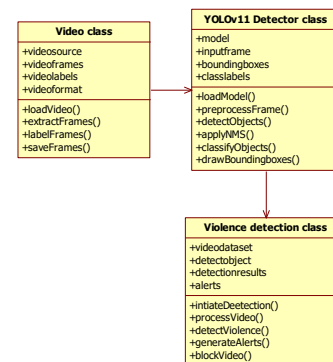 Video class
+videosource
+videoframes
+videolabels
+videoformat
+loadVideo()
+extractFrames()
+labelFrames()
+saveFrames()
YOLOv11 Detector class
+model
+inputframe
+boundingboxes
+classlabels
+loadModel()
+preprocessFrame()
+detectObjects()
+applyNMS()
+classifyObjects()
+drawBoundingboxes()
Violence detection class
+videodataset
+detectobject
+detectionresults
+alerts
+intiateDeetection()
+processVideo()
+detectViolence()
+generateAlerts()
+blockVideo()